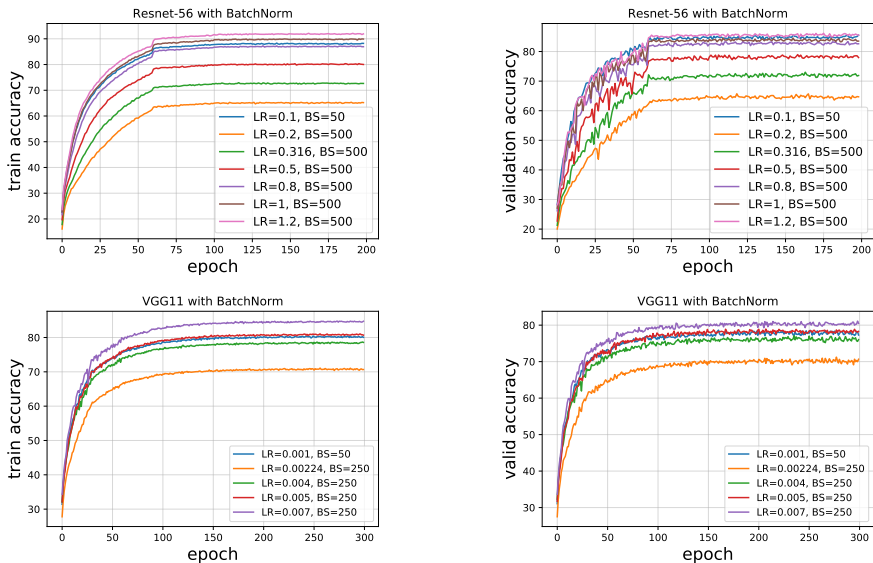 Resnet-56 with BatchNorm
train accuracy
90
80
70
60
50
40
30
20
LR=0.1, BS=50
LR=0.2, BS=500
LR=0.316, BS=500
LR=0.5, BS=500
LR=0.8, BS=500
LR=1, BS=500
LR=1.2, BS=500
0 25 50 75 100 125 150 175 200
epoch
Resnet-56 with BatchNorm
validation accuracy
80
70
60
50
40
30
20
LR=0.1, BS=50
LR=0.2, BS=500
LR=0.316, BS=500
LR=0.5, BS=500
LR=0.8, BS=500
LR=1, BS=500
LR=1.2, BS=500
0 25 50 75 100 125 150 175 200
epoch
VGG11 with BatchNorm
train accuracy
80
70
60
50
40
30
LR=0.001, BS=50
LR=0.00224, BS=250
LR=0.004, BS=250
LR=0.005, BS=250
LR=0.007, BS=250
0 50 100 150 200 250 300
epoch
VGG11 with BatchNorm
valid accuracy
80
70
60
50
40
30
LR=0.001, BS=50
LR=0.00224, BS=250
LR=0.004, BS=250
LR=0.005, BS=250
LR=0.007, BS=250
0 50 100 150 200 250 300
epoch